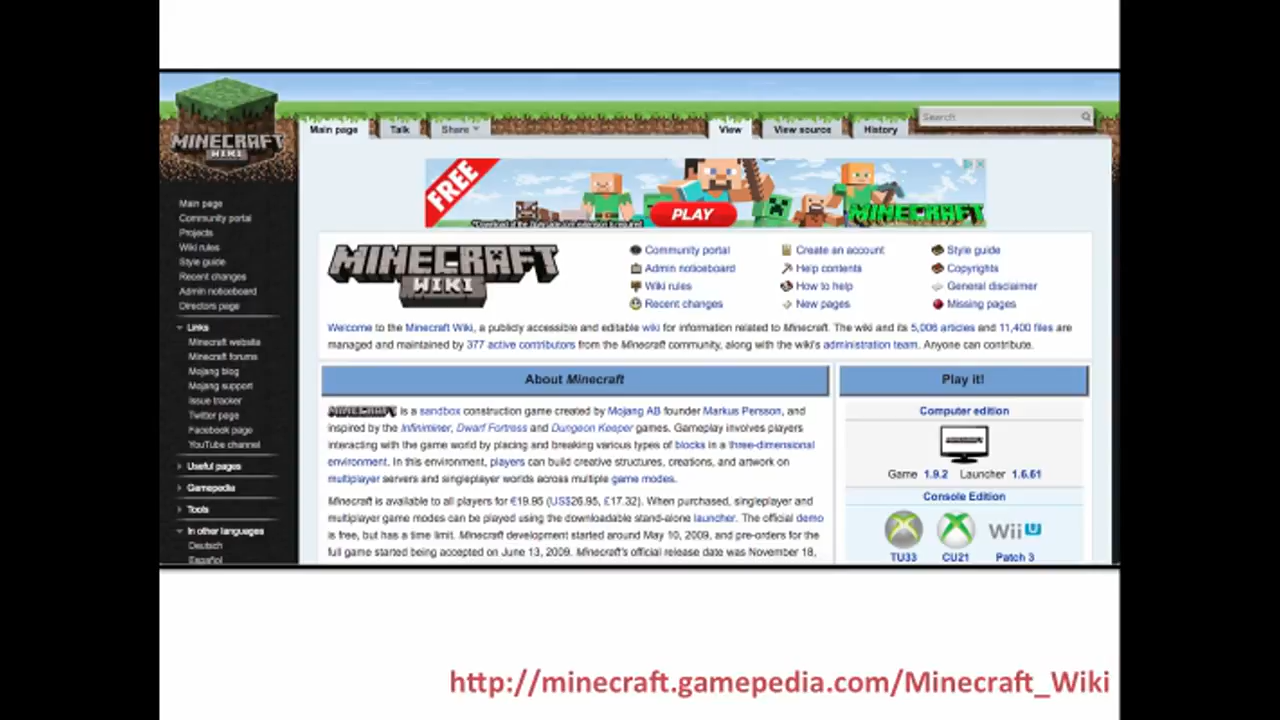 MINECRAFT
WIKI
Main page
Talk
Share
View
View source
History
Search
FREE
PLAY
MINECRAFT
Main page
Community portal
Projects
Wiki rules
Style guide
Recent changes
Admin noticeboard
Directors page
Links
Minecraft website
Minecraft forums
Mojang blog
Mojang support
Issue tracker
Twitter page
Facebook page
YouTube channel
Useful pages
Gamepedia
Tools
In other languages
Deutsch
Español
MINECRAFT
WIKI
Community portal
Create an account
Style guide
Admin noticeboard
Help contents
Copyrights
Wiki rules
How to help
General disclaimer
Recent changes
New pages
Missing pages
Welcome to the Minecraft Wiki, a publicly accessible and editable wiki for information related to Minecraft. The wiki and its 5,006 articles and 11,400 files are
managed and maintained by 377 active contributors from the Minecraft community, along with the wiki's administration team. Anyone can contribute.
About Minecraft
MINECRAFT is a sandbox construction game created by Mojang AB founder Markus Persson, and
inspired by the Infiniminer, Dwarf Fortress and Dungeon Keeper games. Gameplay involves players
interacting with the game world by placing and breaking various types of blocks in a three-dimensional
environment. In this environment, players can build creative structures, creations, and artwork on
multiplayer servers and singleplayer worlds across multiple game modes.
Minecraft is available to all players for €19.95 (US$26.95, £17.32). When purchased, singleplayer and
multiplayer game modes can be played using the downloadable stand-alone launcher. The official demo
is free, but has a time limit. Minecraft development started around May 10, 2009, and pre-orders for the
full game started being accepted on June 13, 2009. Minecraft's official release date was November 18,
Play it!
Computer edition
Game 1.9.2 Launcher 1.6.61
Console Edition
Wii U
TU33
CU21
Patch 3
http://minecraft.gamepedia.com/Minecraft_Wiki